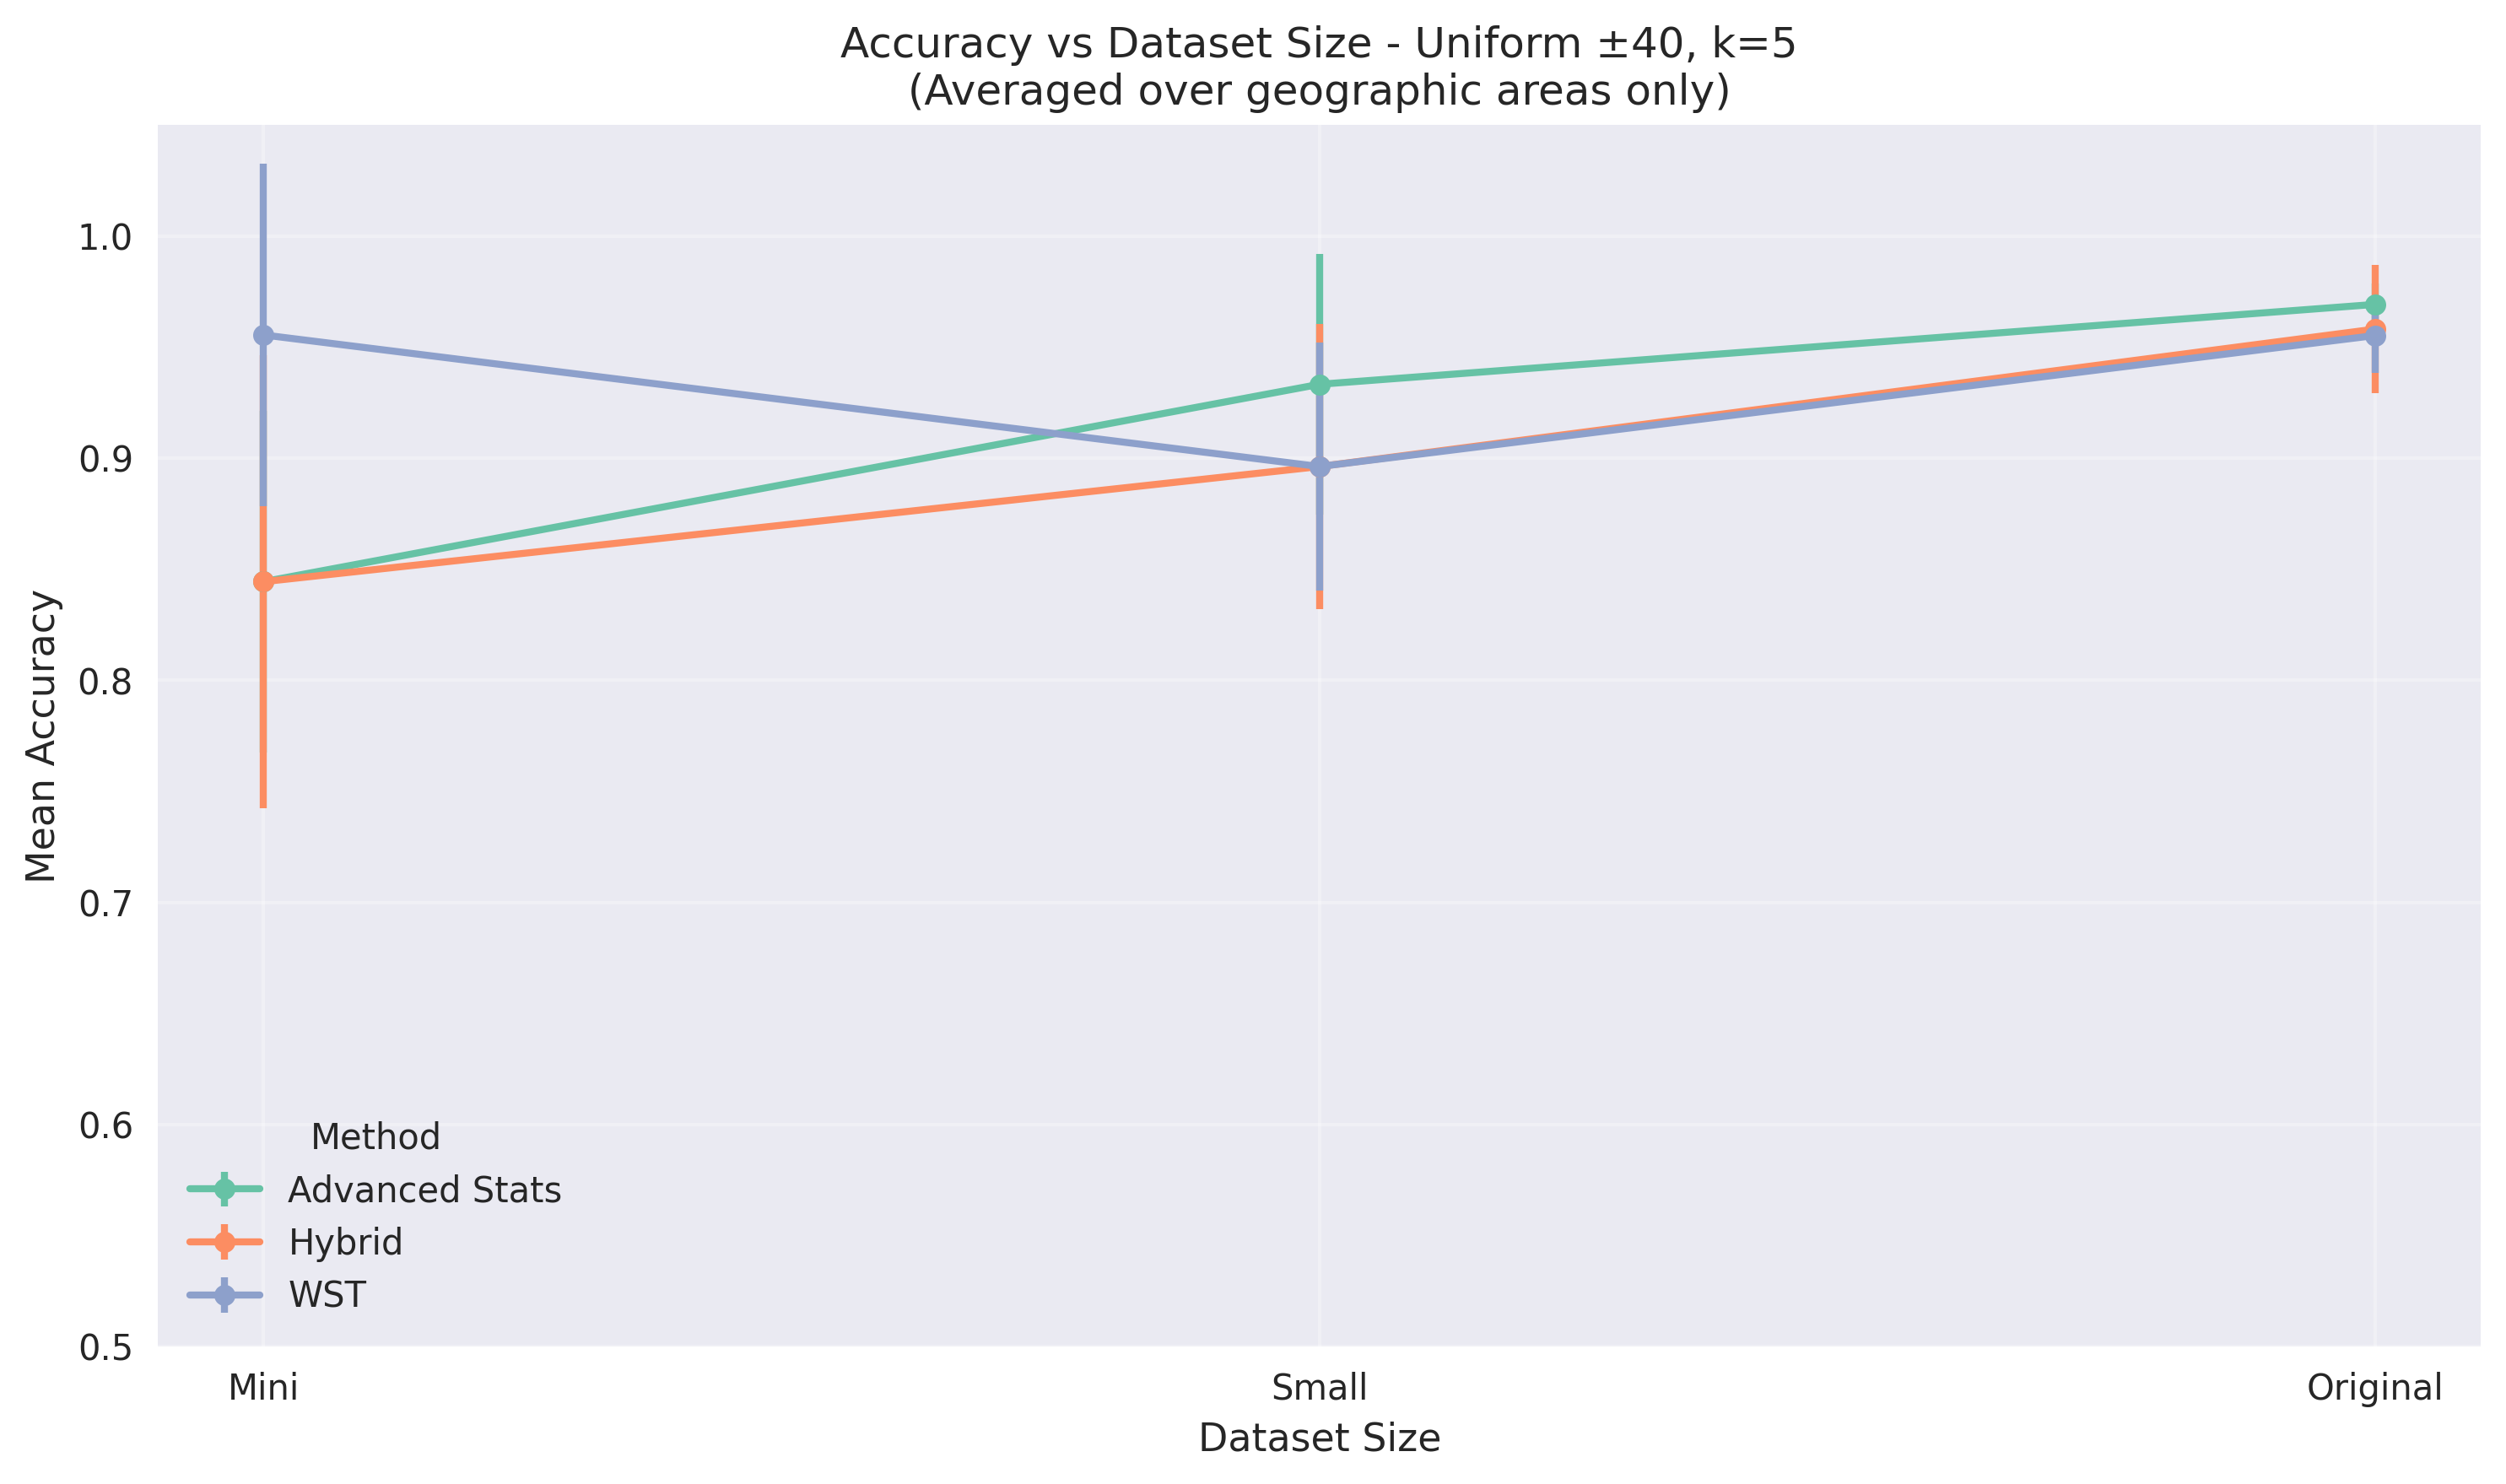 Accuracy vs Dataset Size - Uniform ±40, k=5
(Averaged over geographic areas only)
Mean Accuracy
1.0
0.9
0.8
0.7
0.6
0.5
Method
Advanced Stats
Hybrid
WST
Mini
Small
Original
Dataset Size